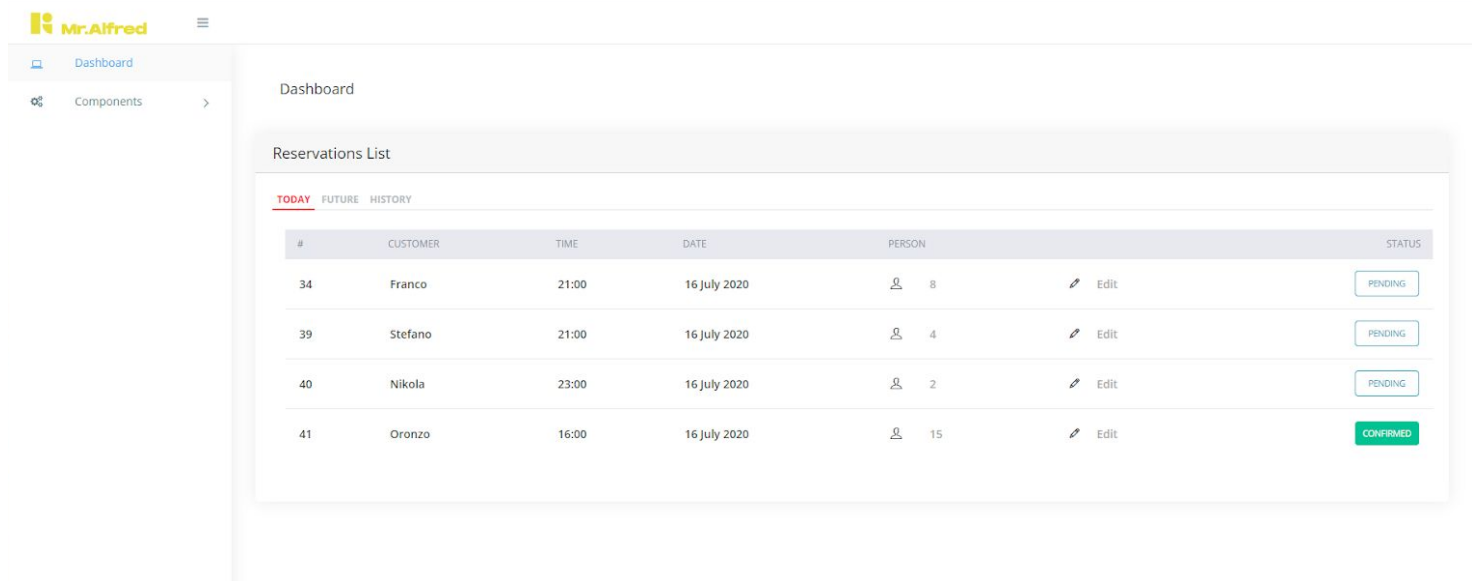 Mr.Alfred
Dashboard
Components
Dashboard
Reservations List
TODAY FUTURE HISTORY
# CUSTOMER TIME DATE PERSON STATUS
34 Franco 21:00 16 July 2020 8 Edit PENDING
39 Stefano 21:00 16 July 2020 4 Edit PENDING
40 Nikola 23:00 16 July 2020 2 Edit PENDING
41 Oronzo 16:00 16 July 2020 15 Edit CONFIRMED